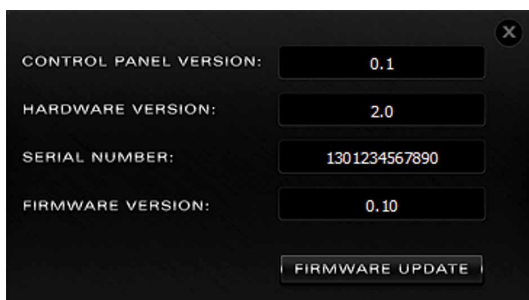 CONTROL PANEL VERSION: 0.1
HARDWARE VERSION: 2.0
SERIAL NUMBER: 1301234567890
FIRMWARE VERSION: 0.10
FIRMWARE UPDATE